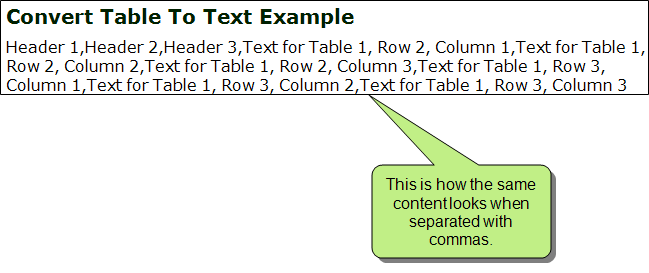 Convert Table To Text Example
Header 1,Header 2,Header 3,Text for Table 1, Row 2, Column 1,Text for Table 1,
Row 2, Column 2,Text for Table 1, Row 2, Column 3,Text for Table 1, Row 3,
Column 1,Text for Table 1, Row 3, Column 2,Text for Table 1, Row 3, Column 3
This is how the same
content looks when
separated with
commas.